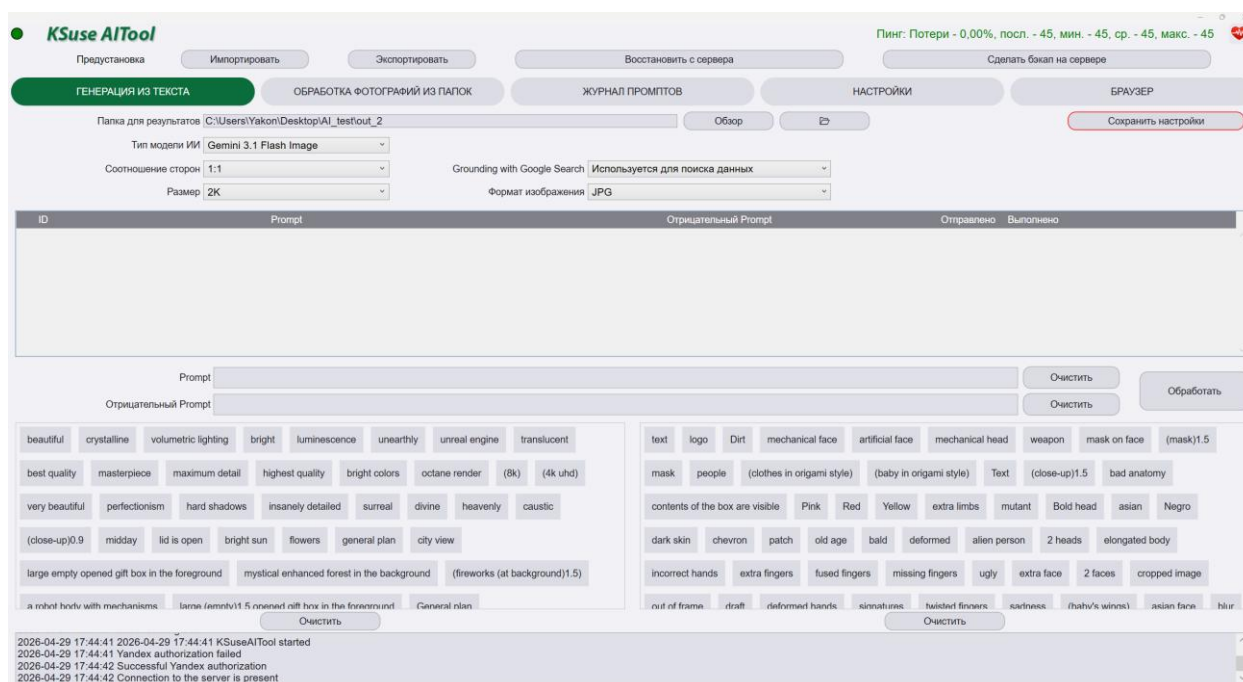 KSuse AITool
Пинг: Потери - 0,00%, посл. - 45, мин. - 45, ср. - 45, макс. - 45
Предустановка Импортировать Экспортировать Восстановить с сервера Сделать бэкап на сервере
ГЕНЕРАЦИЯ ИЗ ТЕКСТА ОБРАБОТКА ФОТОГРАФИЙ ИЗ ПАПОК ЖУРНАЛ ПРОМПТОВ НАСТРОЙКИ БРАУЗЕР
Папка для результатов C:\Users\Yakon\Desktop\AI_test\out_2 Обзор Сохранить настройки
Тип модели ИИ Gemini 3.1 Flash Image
Соотношение сторон 1:1 Grounding with Google Search Используется для поиска данных
Размер 2K Формат изображения JPG
ID Prompt Отрицательный Prompt Отправлено Выполнено
Prompt Очистить Обработать
Отрицательный Prompt Очистить
beautiful crystalline volumetric lighting bright luminescence unearthly unreal engine translucent text logo Dirt mechanical face artificial face mechanical head weapon mask on face (mask)1.5
best quality masterpiece maximum detail highest quality bright colors octane render (8k) (4k uhd) mask people (clothes in origami style) (baby in origami style) Text (close-up)1.5 bad anatomy
very beautiful perfectionism hard shadows insanely detailed surreal divine heavenly caustic contents of the box are visible Pink Red Yellow extra limbs mutant Bold head asian Negro
(close-up)0.9 midday lid is open bright sun flowers general plan city view dark skin chevron patch old age bald deformed alien person 2 heads elongated body
large empty opened gift box in the foreground mystical enhanced forest in the background (fireworks (at background)1.5) incorrect hands extra fingers fused fingers missing fingers ugly extra face 2 faces cropped image
a robot body with mechanisms large (empty)1.5 opened gift box in the foreground General plan out of frame draft deformed hands signatures twisted fingers sadness (baby's wings) asian face blur
Очистить Очистить
2026-04-29 17:44:41 2026-04-29 17:44:41 KSuseAITool started
2026-04-29 17:44:41 Yandex authorization failed
2026-04-29 17:44:42 Successful Yandex authorization
2026-04-29 17:44:42 Connection to the server is present